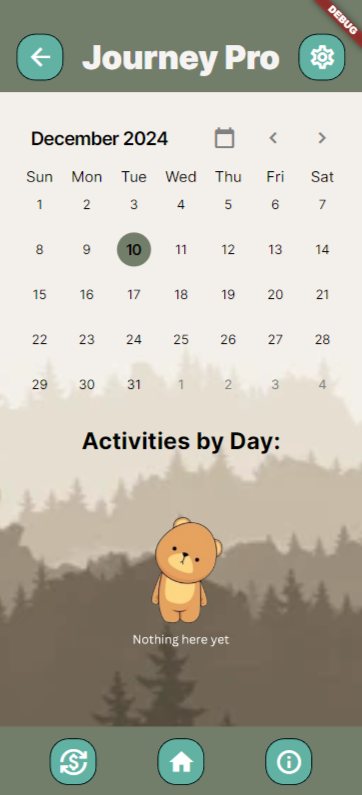 DEBUG
Journey Pro
December 2024
Sun Mon Tue Wed Thu Fri Sat
1 2 3 4 5 6 7
8 9 10 11 12 13 14
15 16 17 18 19 20 21
22 23 24 25 26 27 28
29 30 31 1 2 3 4
Activities by Day:
Nothing here yet
$